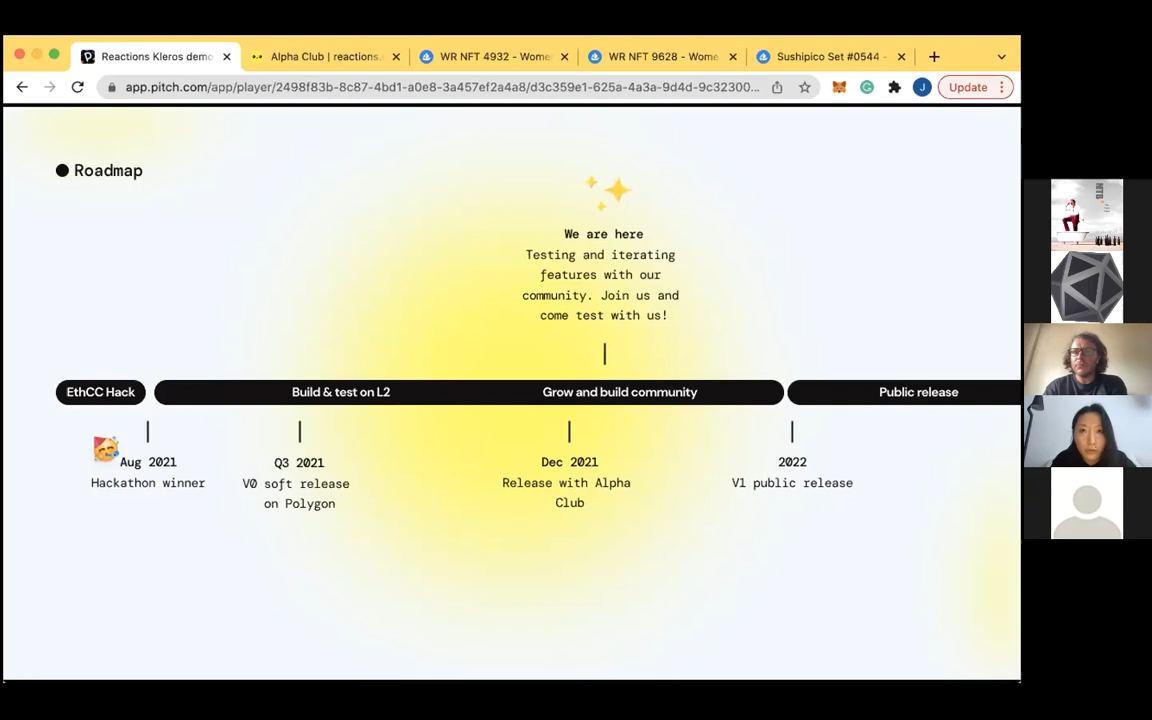 Reactions Kleros demo
Alpha Club | reactions.
WR NFT 4932 - Women
WR NFT 9628 - Wome
Sushipico Set #0544 -
app.pitch.com/app/player/2498f83b-8c87-4bd1-a0e8-3a457ef2a4a8/d3c359e1-625a-4a3a-9d4d-9c32300...
J
Update
Roadmap
We are here
Testing and iterating
features with our
community. Join us and
come test with us!
EthCC Hack
Build & test on L2
Grow and build community
Public release
Aug 2021
Hackathon winner
Q3 2021
V0 soft release
on Polygon
Dec 2021
Release with Alpha
Club
2022
V1 public release